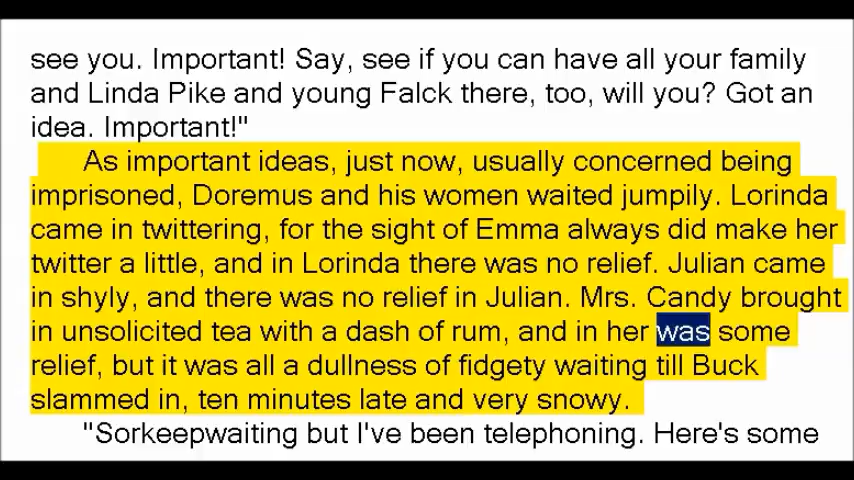 see you. Important! Say, see if you can have all your family
and Linda Pike and young Falck there, too, will you? Got an
idea. Important!"
As important ideas, just now, usually concerned being
imprisoned, Doremus and his women waited jumpily. Lorinda
came in twittering, for the sight of Emma always did make her
twitter a little, and in Lorinda there was no relief. Julian came
in shyly, and there was no relief in Julian. Mrs. Candy brought
in unsolicited tea with a dash of rum, and in her was some
relief, but it was all a dullness of fidgety waiting till Buck
slammed in, ten minutes late and very snowy.
"Sorkeepwaiting but I've been telephoning. Here's some